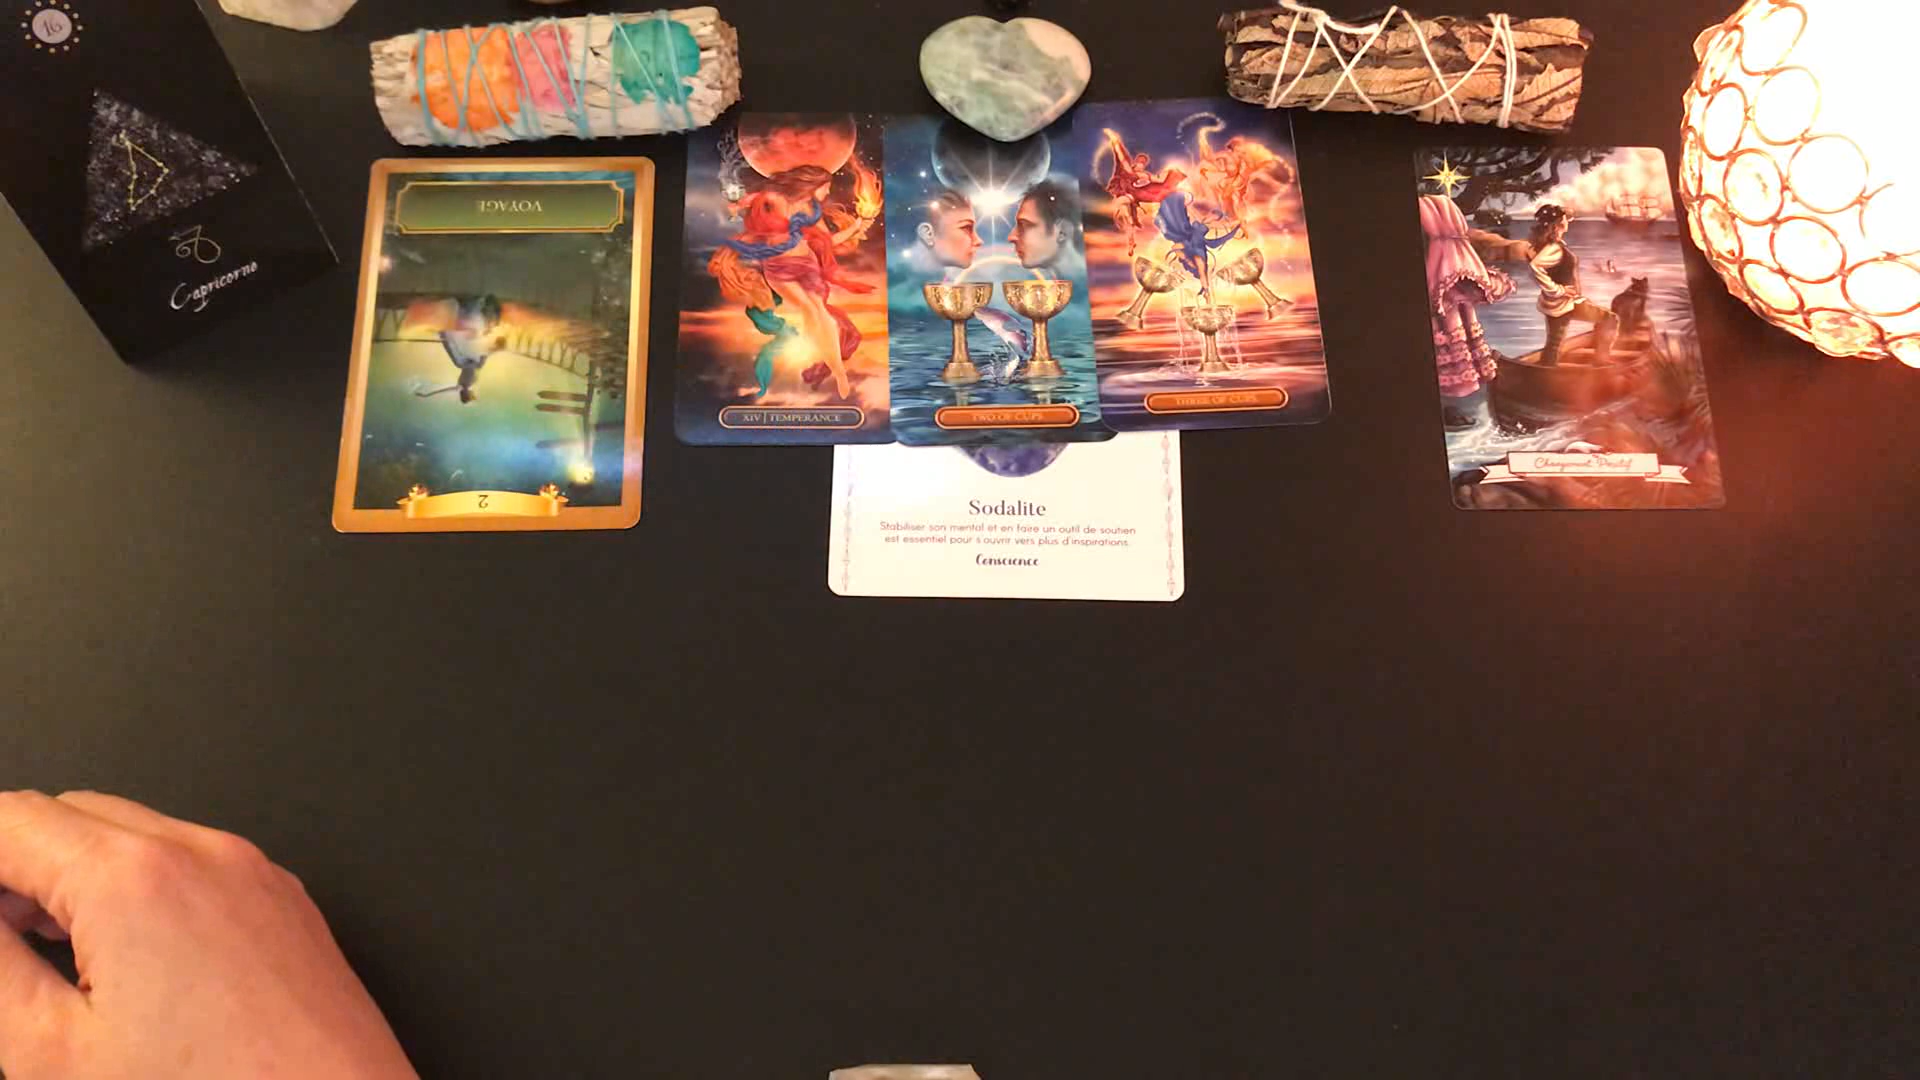 16
Capricorne
VOYAGE
2
XIV | TEMPERANCE
TWO OF CUPS
THREE OF CUPS
Changement Positif
Sodalite
Stabiliser son mental et en faire un outil de soutien
est essentiel pour s'ouvrir vers plus d'inspirations.
Conscience